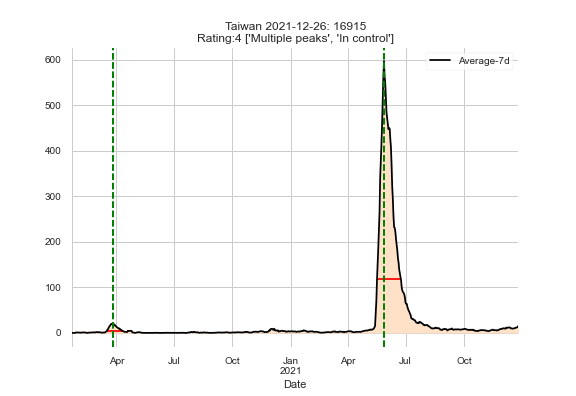 Taiwan 2021-12-26: 16915
Rating:4 ['Multiple peaks', 'In control']
Average-7d
600
500
400
300
200
100
0
Apr
Jul
Oct
Jan
2021
Apr
Jul
Oct
Date